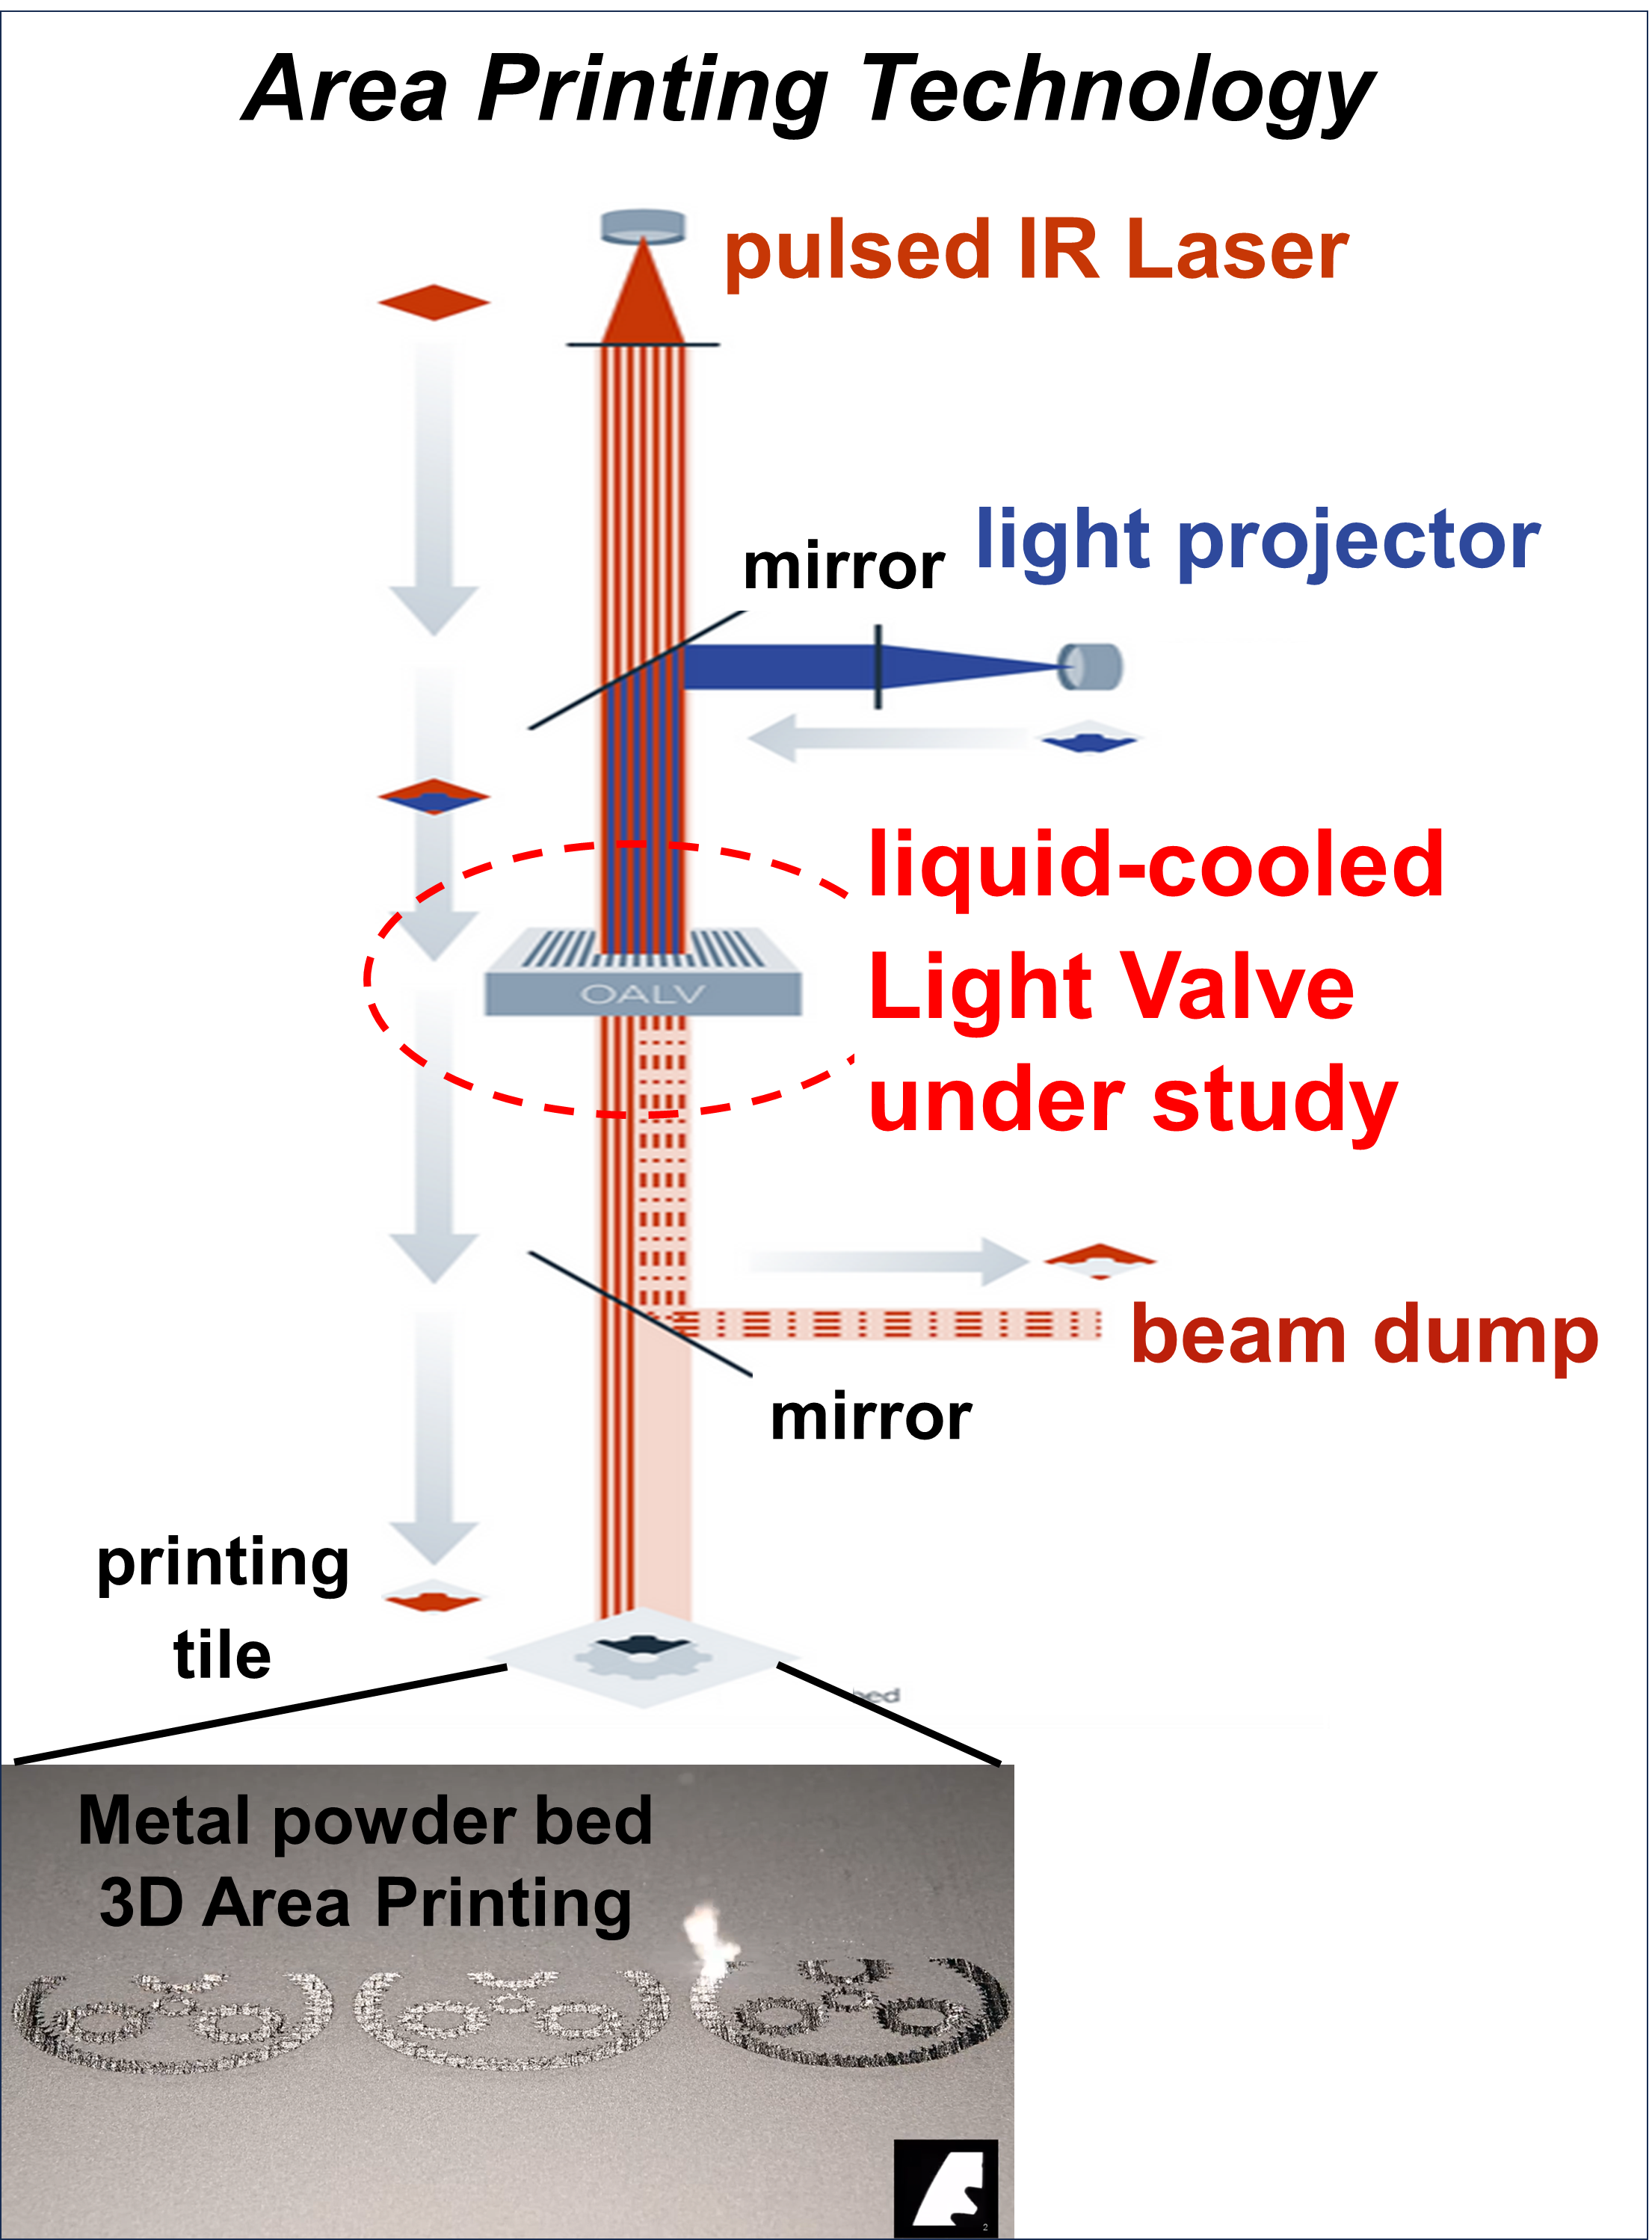 Area Printing Technology
pulsed IR Laser
mirror
light projector
liquid-cooled
Light Valve
under study
OALV
beam dump
mirror
printing
tile
Metal powder bed
3D Area Printing
2